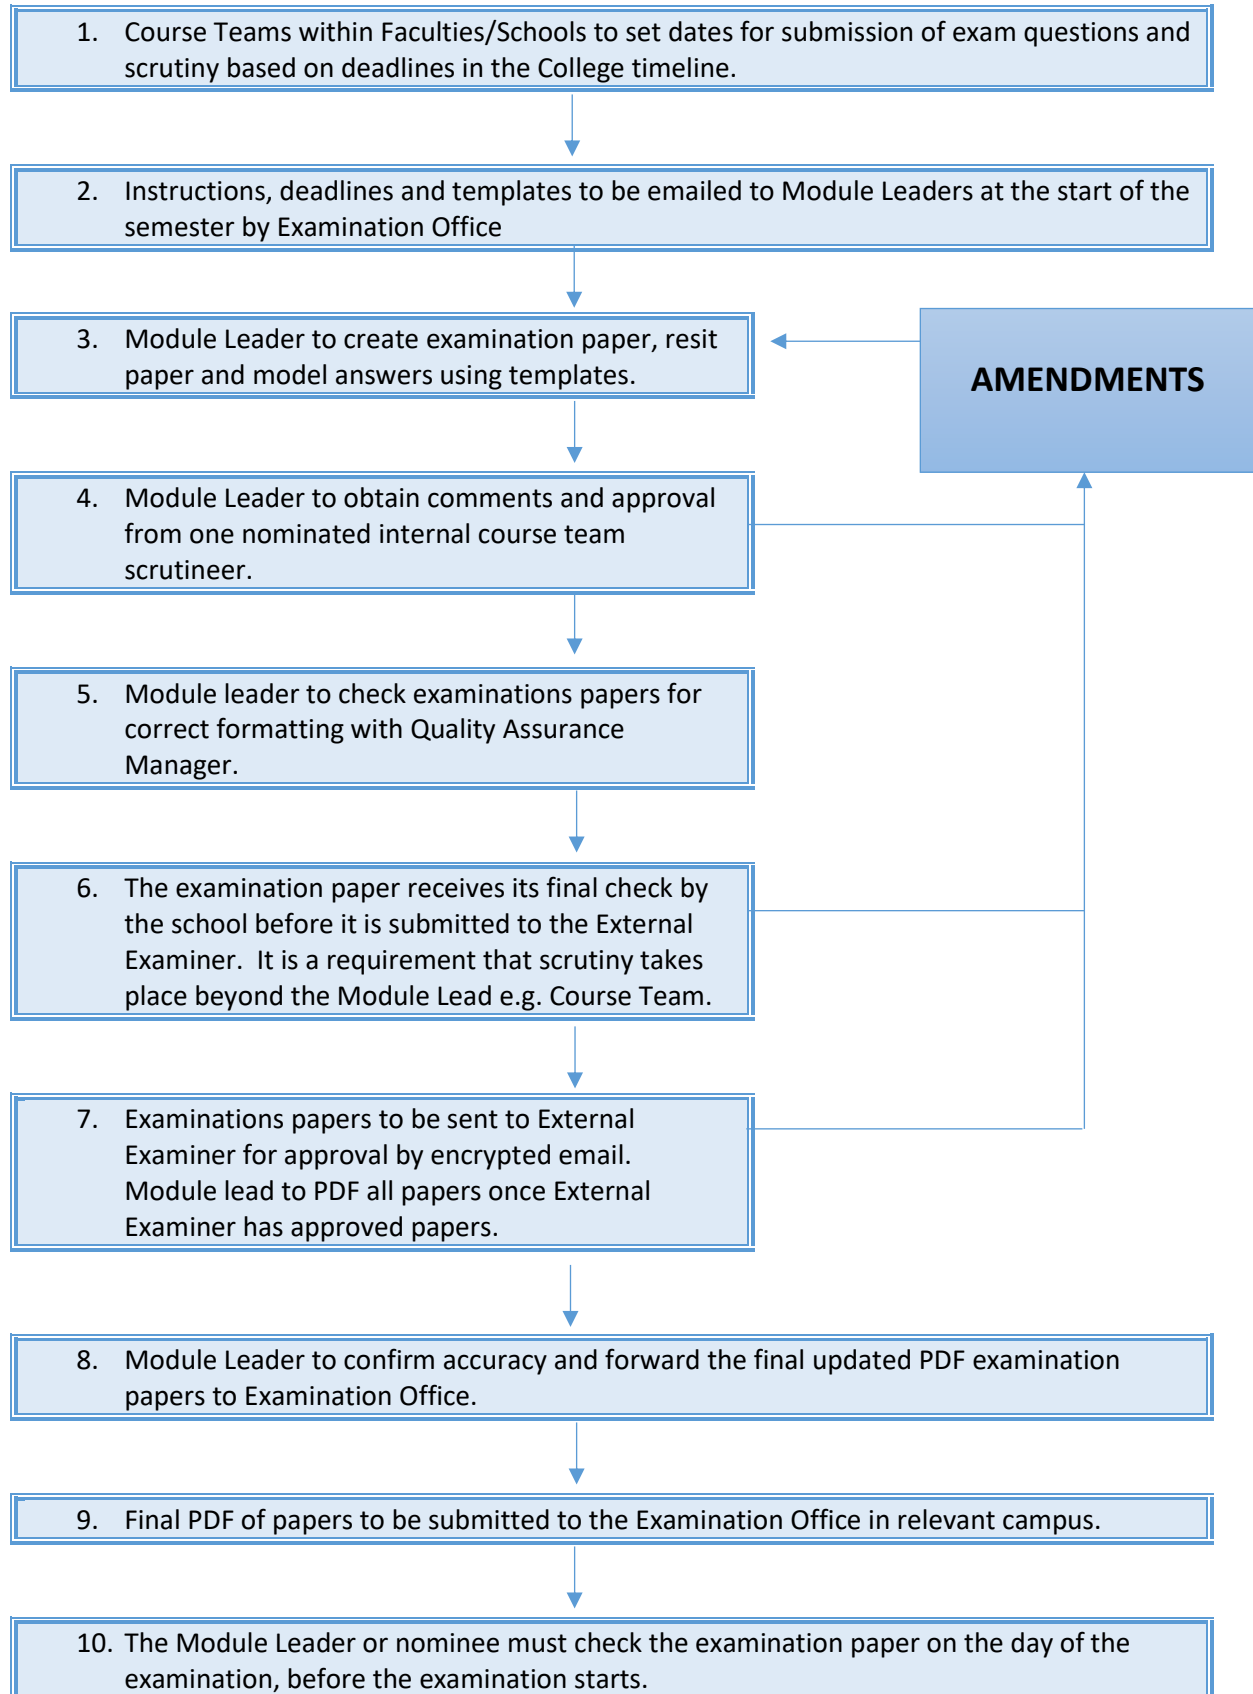 1. Course Teams within Faculties/Schools to set dates for submission of exam questions and
scrutiny based on deadlines in the College timeline.
2. Instructions, deadlines and templates to be emailed to Module Leaders at the start of the
semester by Examination Office
3. Module Leader to create examination paper, resit
paper and model answers using templates.
AMENDMENTS
4. Module Leader to obtain comments and approval
from one nominated internal course team
scrutineer.
5. Module leader to check examinations papers for
correct formatting with Quality Assurance
Manager.
6. The examination paper receives its final check by
the school before it is submitted to the External
Examiner.  It is a requirement that scrutiny takes
place beyond the Module Lead e.g. Course Team.
7. Examinations papers to be sent to External
Examiner for approval by encrypted email.
Module lead to PDF all papers once External
Examiner has approved papers.
8. Module Leader to confirm accuracy and forward the final updated PDF examination
papers to Examination Office.
9. Final PDF of papers to be submitted to the Examination Office in relevant campus.
10. The Module Leader or nominee must check the examination paper on the day of the
examination, before the examination starts.